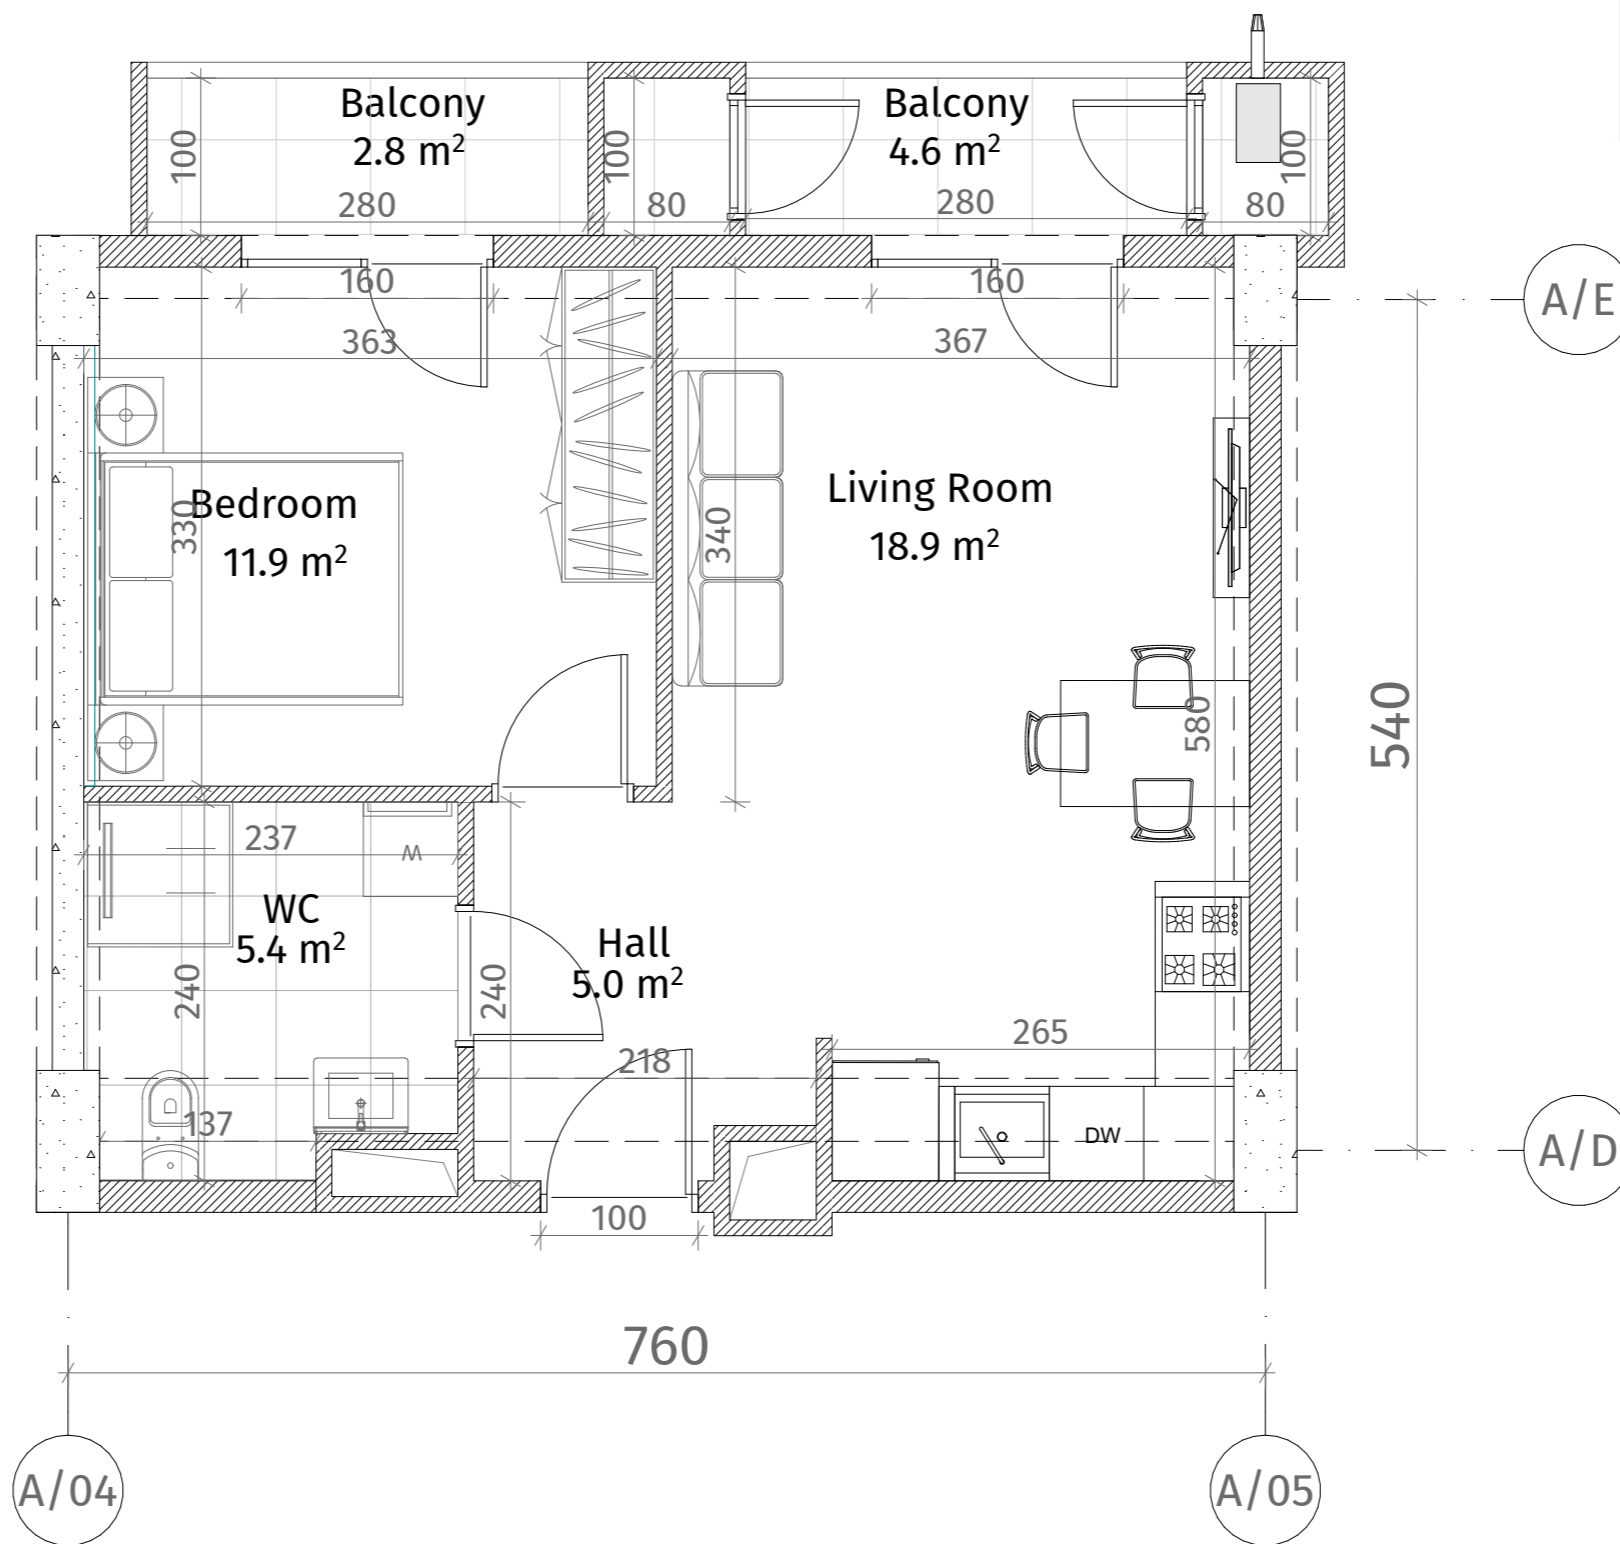 Balcony
2.8 m²
Balcony
4.6 m²
100
100
100
280
80
280
80
160
160
A/E
363
367
Bedroom
11.9 m²
330
340
Living Room
18.9 m²
580
540
237
W
WC
5.4 m²
240
240
Hall
5.0 m²
265
218
137
DW
A/D
100
760
A/04
A/05